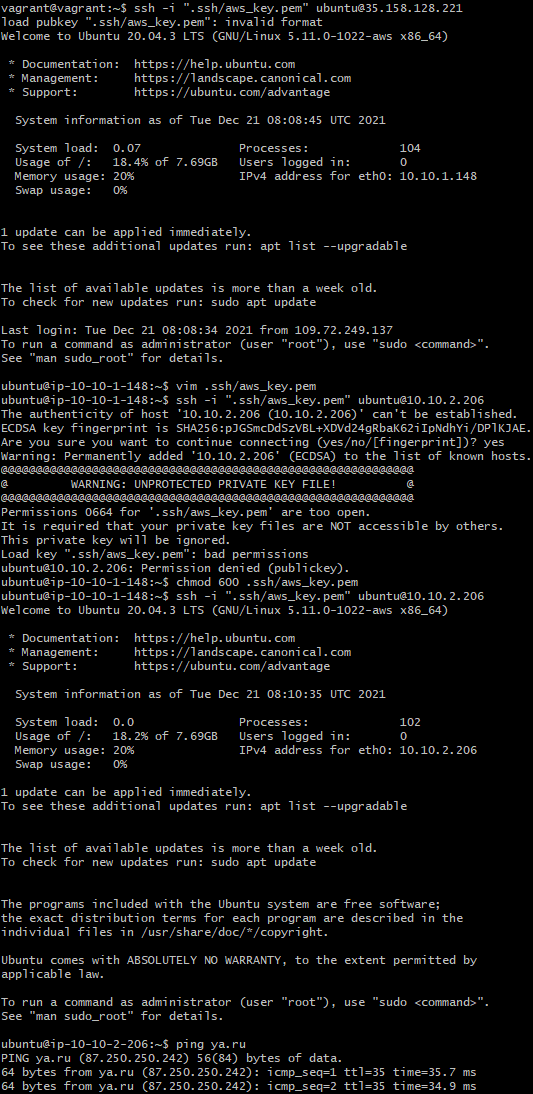 vagrant@vagrant:~$ ssh -i ".ssh/aws_key.pem" ubuntu@35.158.128.221
load pubkey ".ssh/aws_key.pem": invalid format
Welcome to Ubuntu 20.04.3 LTS (GNU/Linux 5.11.0-1022-aws x86_64)

 * Documentation:  https://help.ubuntu.com
 * Management:     https://landscape.canonical.com
 * Support:        https://ubuntu.com/advantage

  System information as of Tue Dec 21 08:08:45 UTC 2021

  System load:  0.07              Processes:             104
  Usage of /:   18.4% of 7.69GB   Users logged in:       0
  Memory usage: 20%               IPv4 address for eth0: 10.10.1.148
  Swap usage:   0%

1 update can be applied immediately.
To see these additional updates run: apt list --upgradable

The list of available updates is more than a week old.
To check for new updates run: sudo apt update

Last login: Tue Dec 21 08:08:34 2021 from 109.72.249.137
To run a command as administrator (user "root"), use "sudo <command>".
See "man sudo_root" for details.

ubuntu@ip-10-10-1-148:~$ vim .ssh/aws_key.pem
ubuntu@ip-10-10-1-148:~$ ssh -i ".ssh/aws_key.pem" ubuntu@10.10.2.206
The authenticity of host '10.10.2.206 (10.10.2.206)' can't be established.
ECDSA key fingerprint is SHA256:pJGSmcDdSzVBL+XDVd24gRbaK62iIpNdhYi/DPlKJAE.
Are you sure you want to continue connecting (yes/no/[fingerprint])? yes
Warning: Permanently added '10.10.2.206' (ECDSA) to the list of known hosts.
@@@@@@@@@@@@@@@@@@@@@@@@@@@@@@@@@@@@@@@@@@@@@@@@@@@@@@@@@@@
@         WARNING: UNPROTECTED PRIVATE KEY FILE!          @
@@@@@@@@@@@@@@@@@@@@@@@@@@@@@@@@@@@@@@@@@@@@@@@@@@@@@@@@@@@
Permissions 0664 for '.ssh/aws_key.pem' are too open.
It is required that your private key files are NOT accessible by others.
This private key will be ignored.
Load key ".ssh/aws_key.pem": bad permissions
ubuntu@10.10.2.206: Permission denied (publickey).
ubuntu@ip-10-10-1-148:~$ chmod 600 .ssh/aws_key.pem
ubuntu@ip-10-10-1-148:~$ ssh -i ".ssh/aws_key.pem" ubuntu@10.10.2.206
Welcome to Ubuntu 20.04.3 LTS (GNU/Linux 5.11.0-1022-aws x86_64)

 * Documentation:  https://help.ubuntu.com
 * Management:     https://landscape.canonical.com
 * Support:        https://ubuntu.com/advantage

  System information as of Tue Dec 21 08:10:35 UTC 2021

  System load:  0.0               Processes:             102
  Usage of /:   18.2% of 7.69GB   Users logged in:       0
  Memory usage: 20%               IPv4 address for eth0: 10.10.2.206
  Swap usage:   0%

1 update can be applied immediately.
To see these additional updates run: apt list --upgradable

The list of available updates is more than a week old.
To check for new updates run: sudo apt update

The programs included with the Ubuntu system are free software;
the exact distribution terms for each program are described in the
individual files in /usr/share/doc/*/copyright.

Ubuntu comes with ABSOLUTELY NO WARRANTY, to the extent permitted by
applicable law.

To run a command as administrator (user "root"), use "sudo <command>".
See "man sudo_root" for details.

ubuntu@ip-10-10-2-206:~$ ping ya.ru
PING ya.ru (87.250.250.242) 56(84) bytes of data.
64 bytes from ya.ru (87.250.250.242): icmp_seq=1 ttl=35 time=35.7 ms
64 bytes from ya.ru (87.250.250.242): icmp_seq=2 ttl=35 time=34.9 ms